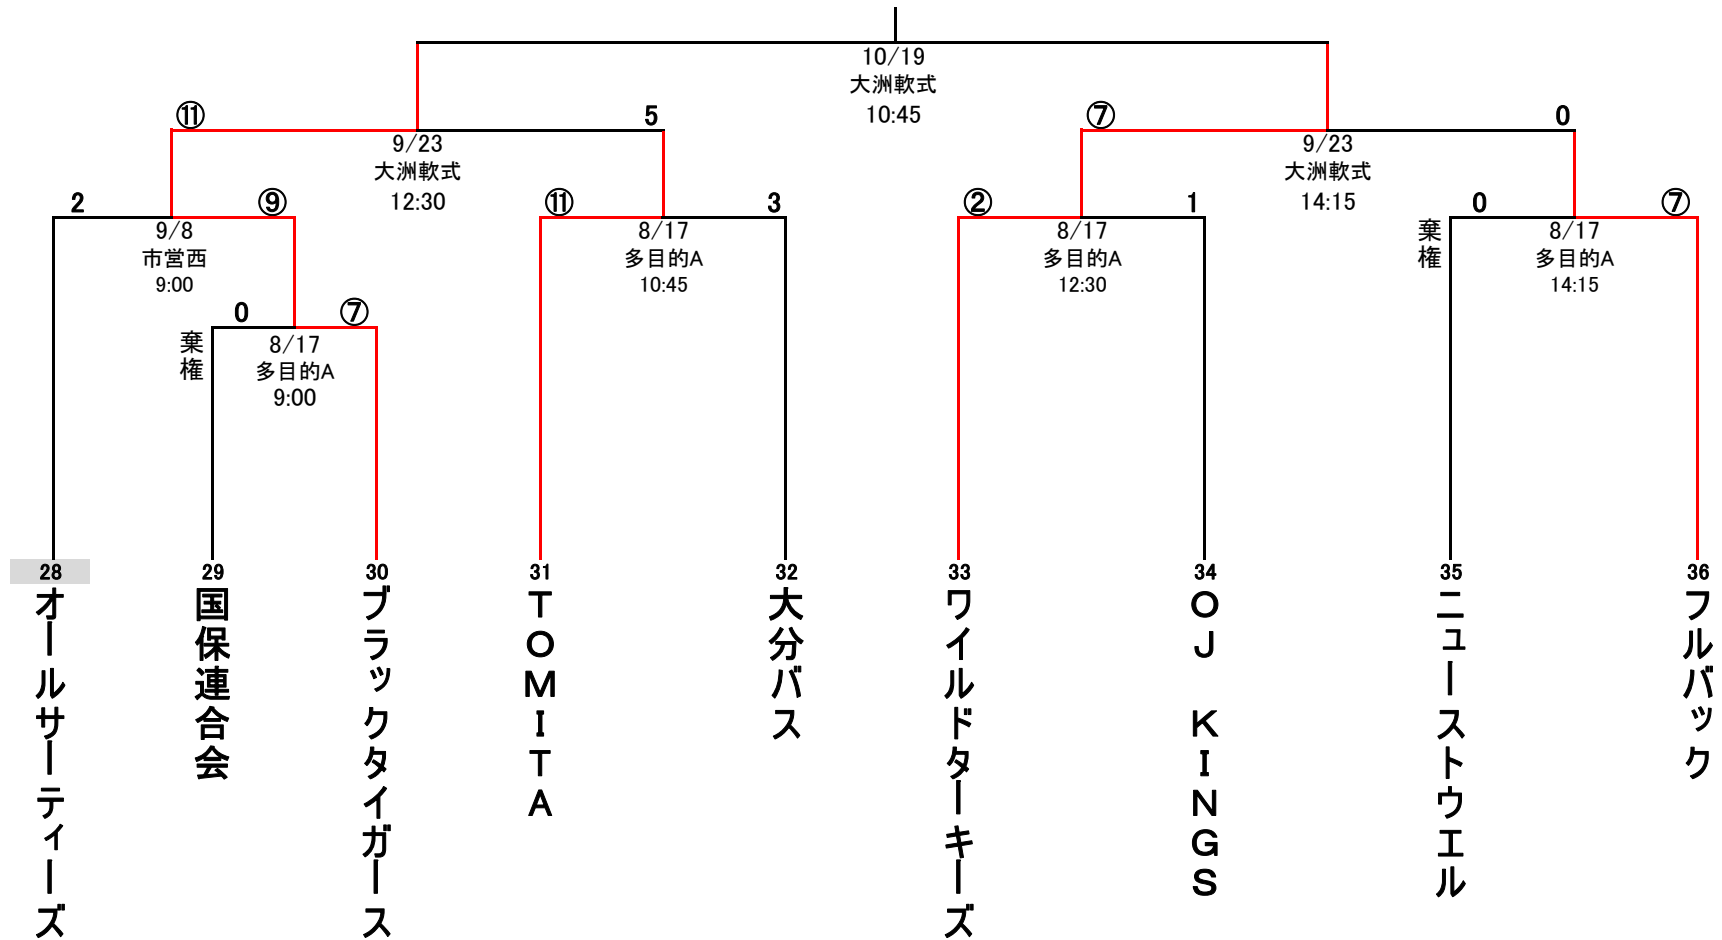 10/19
大洲軟式
10:45
⑪
5
⑦
0
9/23
大洲軟式
12:30
9/23
大洲軟式
14:15
2
⑨
⑪
3
②
1
0
⑦
9/8
市営西
9:00
8/17
多目的A
10:45
8/17
多目的A
12:30
棄権
8/17
多目的A
14:15
0
⑦
棄権
8/17
多目的A
9:00
28
オールサーティーズ
29
国保連合会
30
ブラックタイガース
31
TOMITA
32
大分バス
33
ワイルドターキーズ
34
OJ KINGS
35
ニューストウエル
36
フルバック